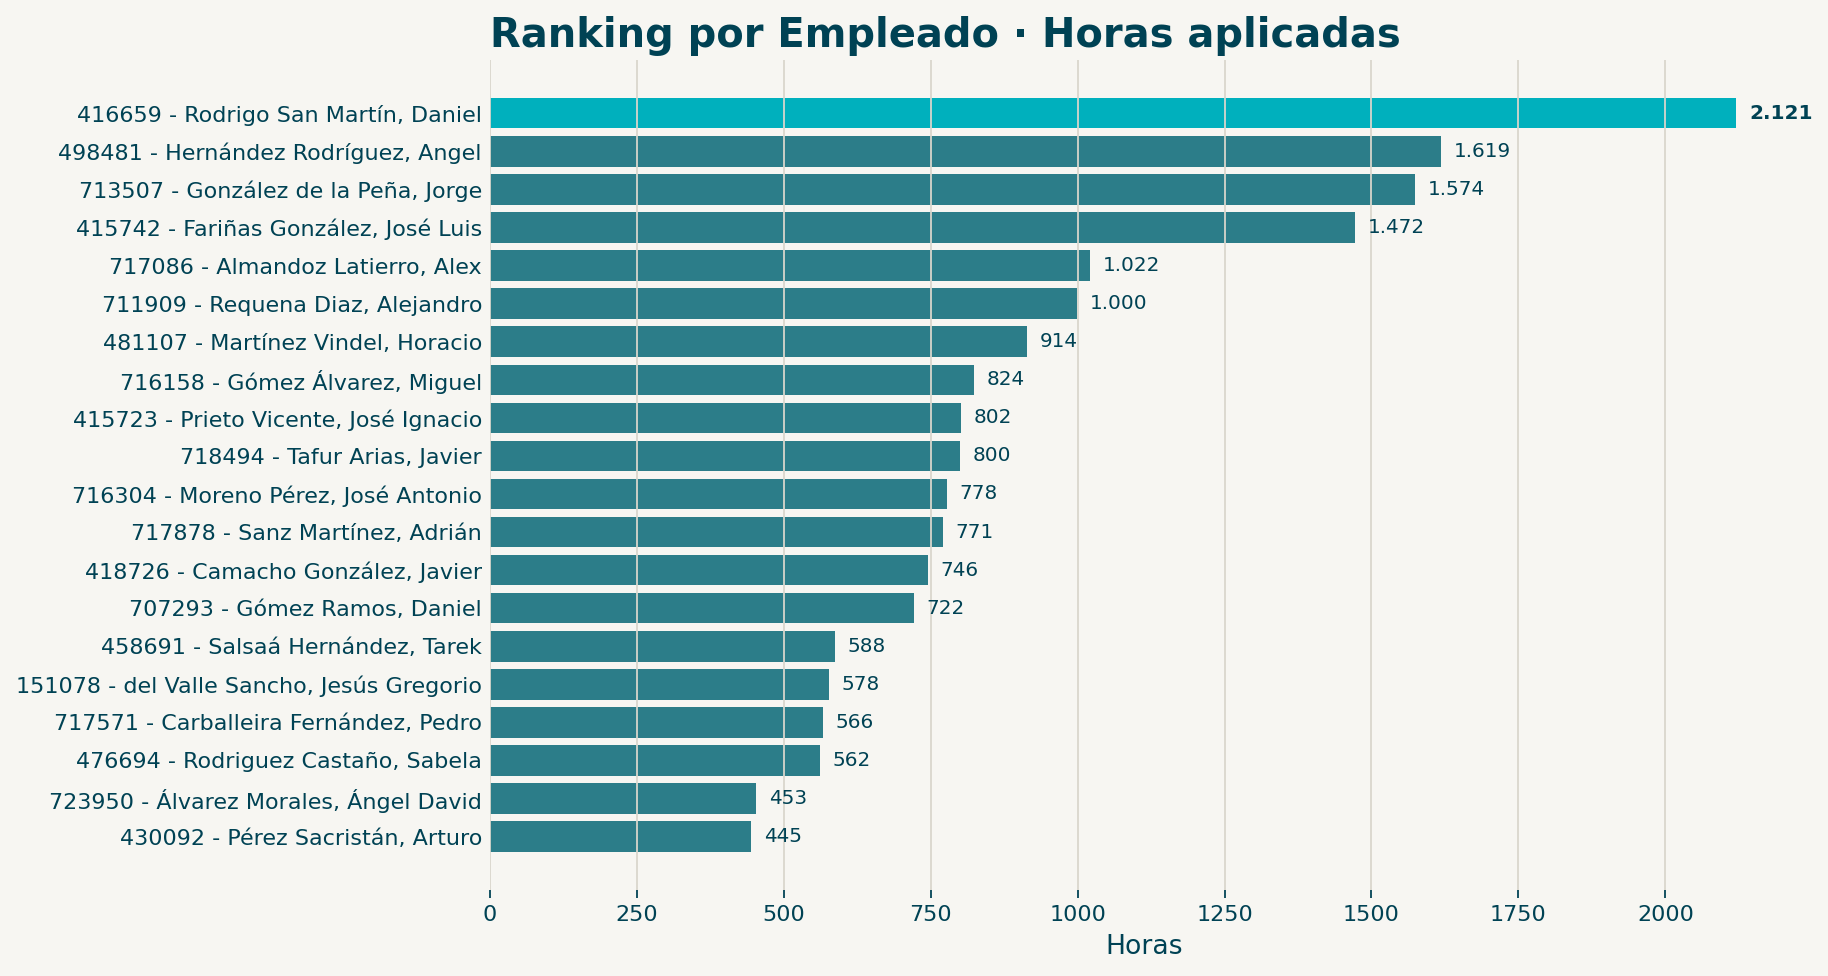 Ranking por Empleado · Horas aplicadas
416659 - Rodrigo San Martín, Daniel 2.121
498481 - Hernández Rodríguez, Angel 1.619
713507 - González de la Peña, Jorge 1.574
415742 - Fariñas González, José Luis 1.472
717086 - Almandoz Latierro, Alex 1.022
711909 - Requena Diaz, Alejandro 1.000
481107 - Martínez Vindel, Horacio 914
716158 - Gómez Álvarez, Miguel 824
415723 - Prieto Vicente, José Ignacio 802
718494 - Tafur Arias, Javier 800
716304 - Moreno Pérez, José Antonio 778
717878 - Sanz Martínez, Adrián 771
418726 - Camacho González, Javier 746
707293 - Gómez Ramos, Daniel 722
458691 - Salsaá Hernández, Tarek 588
151078 - del Valle Sancho, Jesús Gregorio 578
717571 - Carballeira Fernández, Pedro 566
476694 - Rodriguez Castaño, Sabela 562
723950 - Álvarez Morales, Ángel David 453
430092 - Pérez Sacristán, Arturo 445
0 250 500 750 1000 1250 1500 1750 2000
Horas